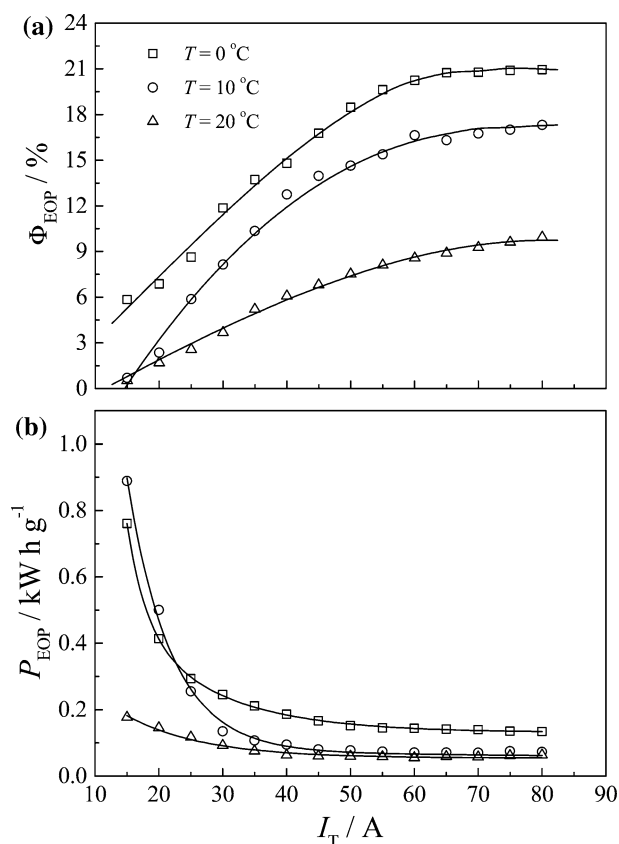 (a)
24
21
18
15
12
9
6
3
0
Φ_EOP / %
T = 0 °C
T = 10 °C
T = 20 °C
(b)
1.0
0.8
0.6
0.4
0.2
0.0
P_EOP / kW h g⁻¹
10 20 30 40 50 60 70 80 90
I_T / A